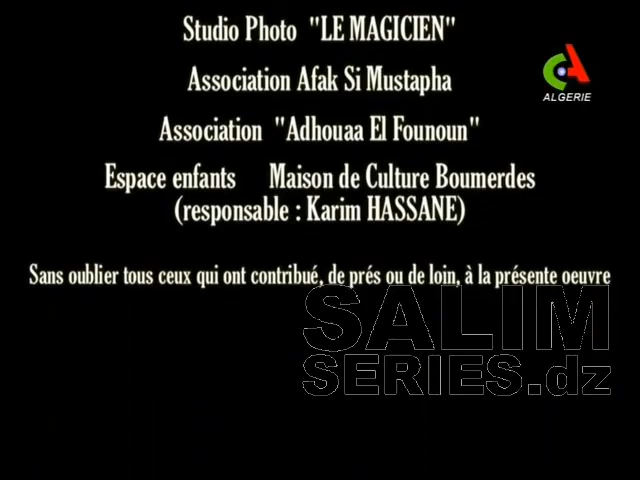 Studio Photo "LE MAGICIEN"
Association Afak Si Mustapha
ALGERIE
Association "Adhouaa El Founoun"
Espace enfants Maison de Culture Boumerdes
(responsable : Karim HASSANE)
Sans oublier tous ceux qui ont contribué, de prés ou de loin, à la présente oeuvre
SALIM
SERIES.dz